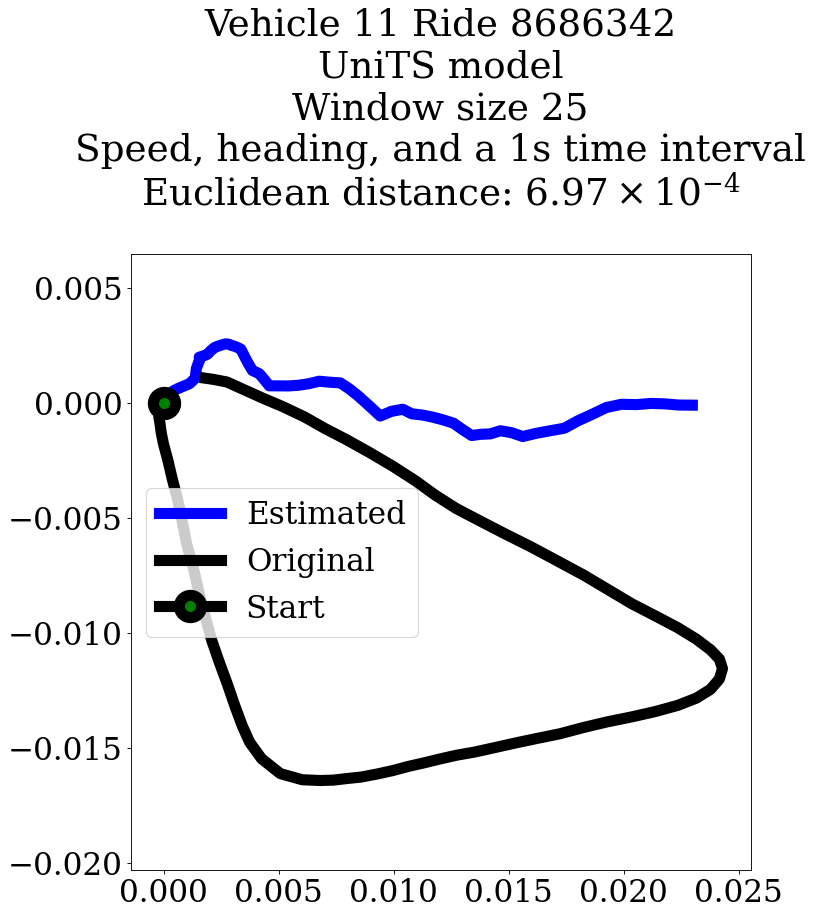 Vehicle 11 Ride 8686342
UniTS model
Window size 25
Speed, heading, and a 1s time interval
Euclidean distance: 6.97 × 10⁻⁴
0.005
0.000
−0.005
−0.010
−0.015
−0.020
Estimated
Original
Start
0.000 0.005 0.010 0.015 0.020 0.025